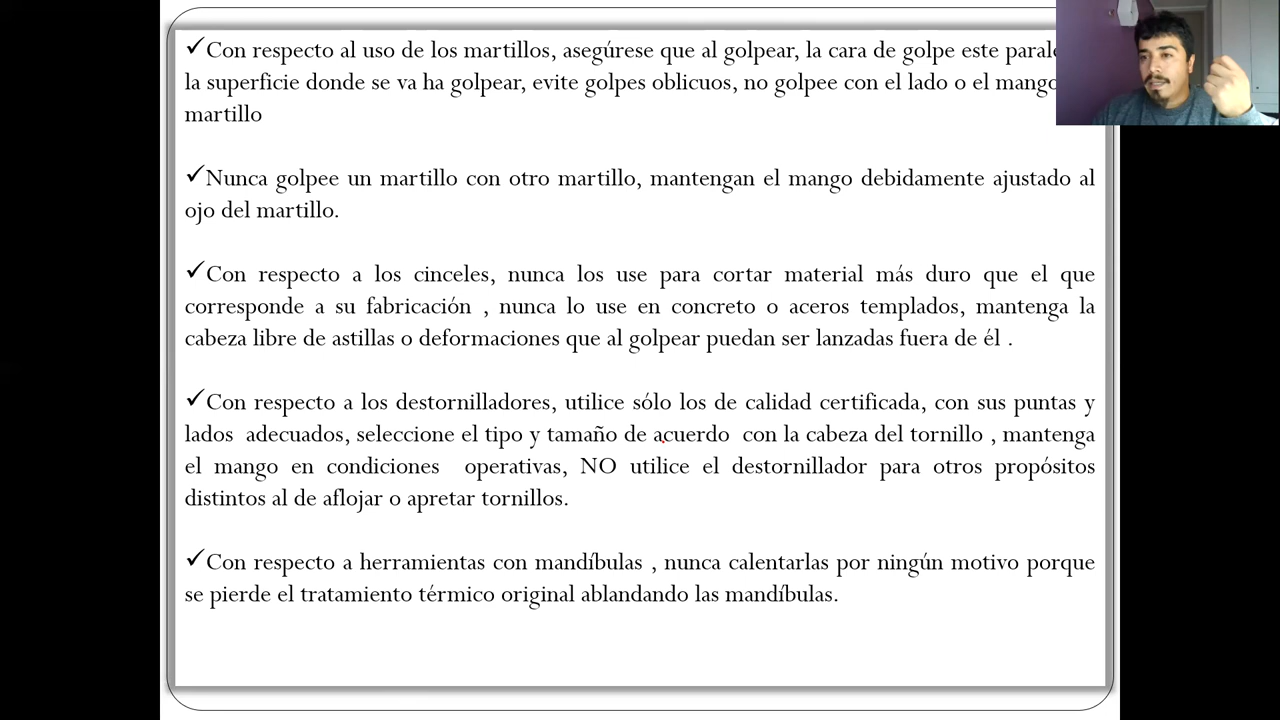 ✓Con respecto al uso de los martillos, asegúrese que al golpear, la cara de golpe este
la superficie donde se va ha golpear, evite golpes oblicuos, no golpee con el lado o el mango
martillo
✓Nunca golpee un martillo con otro martillo, mantengan el mango debidamente ajustado al
ojo del martillo.
✓Con respecto a los cinceles, nunca los use para cortar material más duro que el que
corresponde a su fabricación , nunca lo use en concreto o aceros templados, mantenga la
cabeza libre de astillas o deformaciones que al golpear puedan ser lanzadas fuera de él .
✓Con respecto a los destornilladores, utilice sólo los de calidad certificada, con sus puntas y
lados adecuados, seleccione el tipo y tamaño de acuerdo con la cabeza del tornillo , mantenga
el mango en condiciones operativas, NO utilice el destornillador para otros propósitos
distintos al de aflojar o apretar tornillos.
✓Con respecto a herramientas con mandíbulas , nunca calentarlas por ningún motivo porque
se pierde el tratamiento térmico original ablandando las mandíbulas.